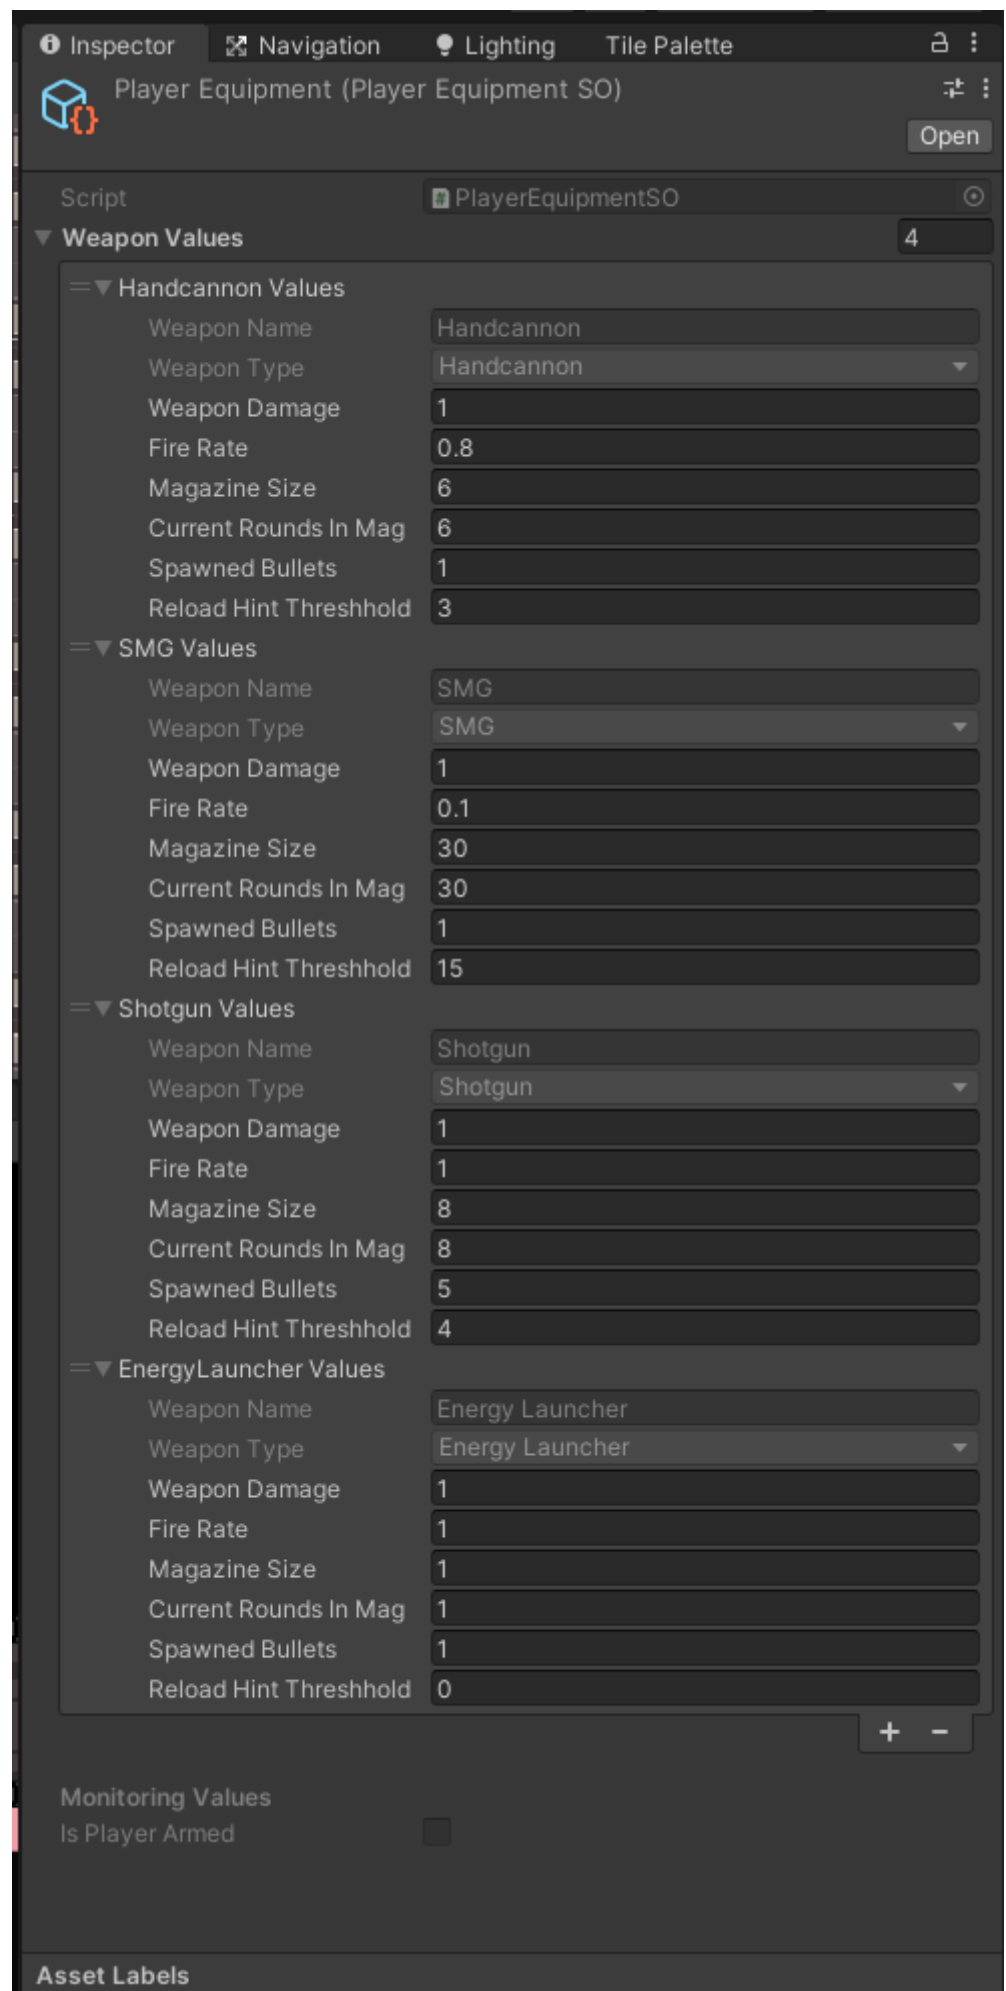 Inspector Navigation Lighting Tile Palette
Player Equipment (Player Equipment SO)
Open
Script PlayerEquipmentSO
Weapon Values 4
Handcannon Values
Weapon Name Handcannon
Weapon Type Handcannon
Weapon Damage 1
Fire Rate 0.8
Magazine Size 6
Current Rounds In Mag 6
Spawned Bullets 1
Reload Hint Threshhold 3
SMG Values
Weapon Name SMG
Weapon Type SMG
Weapon Damage 1
Fire Rate 0.1
Magazine Size 30
Current Rounds In Mag 30
Spawned Bullets 1
Reload Hint Threshhold 15
Shotgun Values
Weapon Name Shotgun
Weapon Type Shotgun
Weapon Damage 1
Fire Rate 1
Magazine Size 8
Current Rounds In Mag 8
Spawned Bullets 5
Reload Hint Threshhold 4
EnergyLauncher Values
Weapon Name Energy Launcher
Weapon Type Energy Launcher
Weapon Damage 1
Fire Rate 1
Magazine Size 1
Current Rounds In Mag 1
Spawned Bullets 1
Reload Hint Threshhold 0
+ −
Monitoring Values
Is Player Armed
Asset Labels